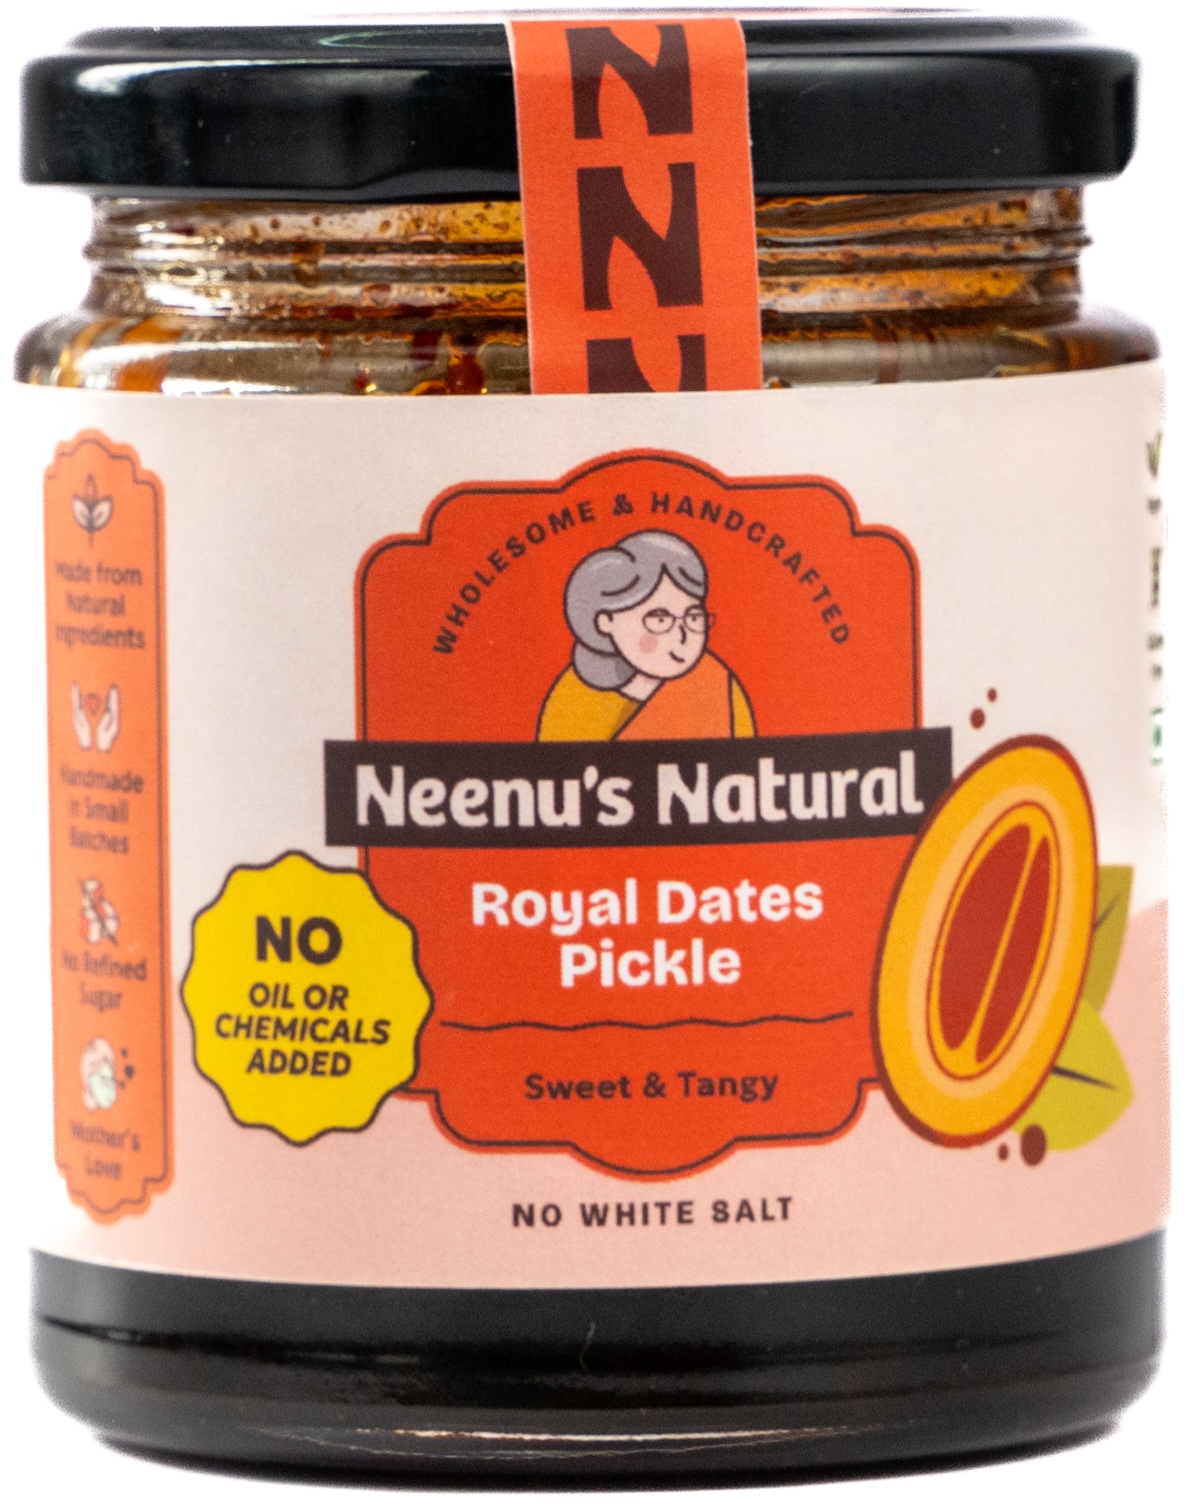 N
N
N
WHOLESOME & HANDCRAFTED
Neenu's Natural
Royal Dates
Pickle
Sweet & Tangy
NO WHITE SALT
NO
OIL OR
CHEMICALS
ADDED
Made from
Natural
Ingredients
Handmade
in Small
Batches
No Refined
Sugar
Mother's
Love